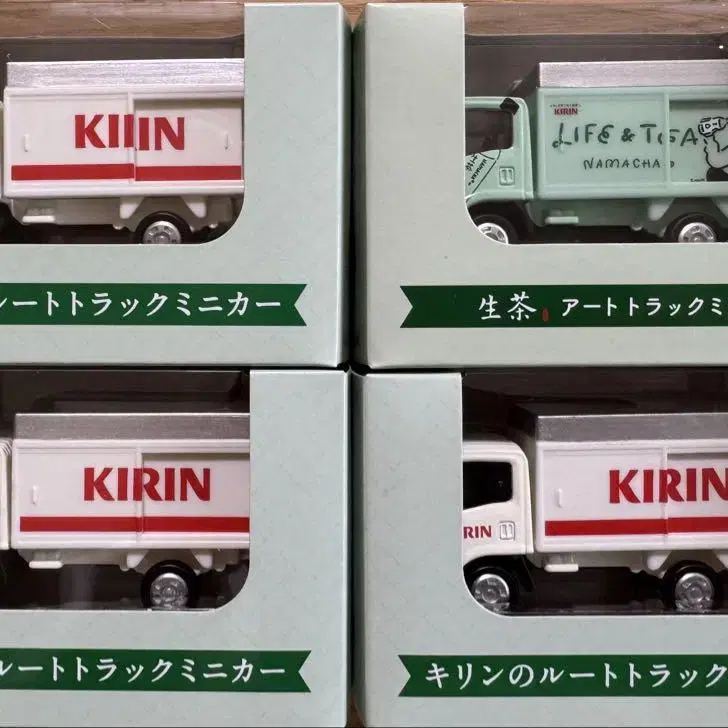 KIRIN
ルートトラックミニカー
KIRIN
LIFE & TEA
NAMACHA
生茶 アートトラックミ
KIRIN
ルートトラックミニカー
KIRIN
RIN
キリンのルートトラック